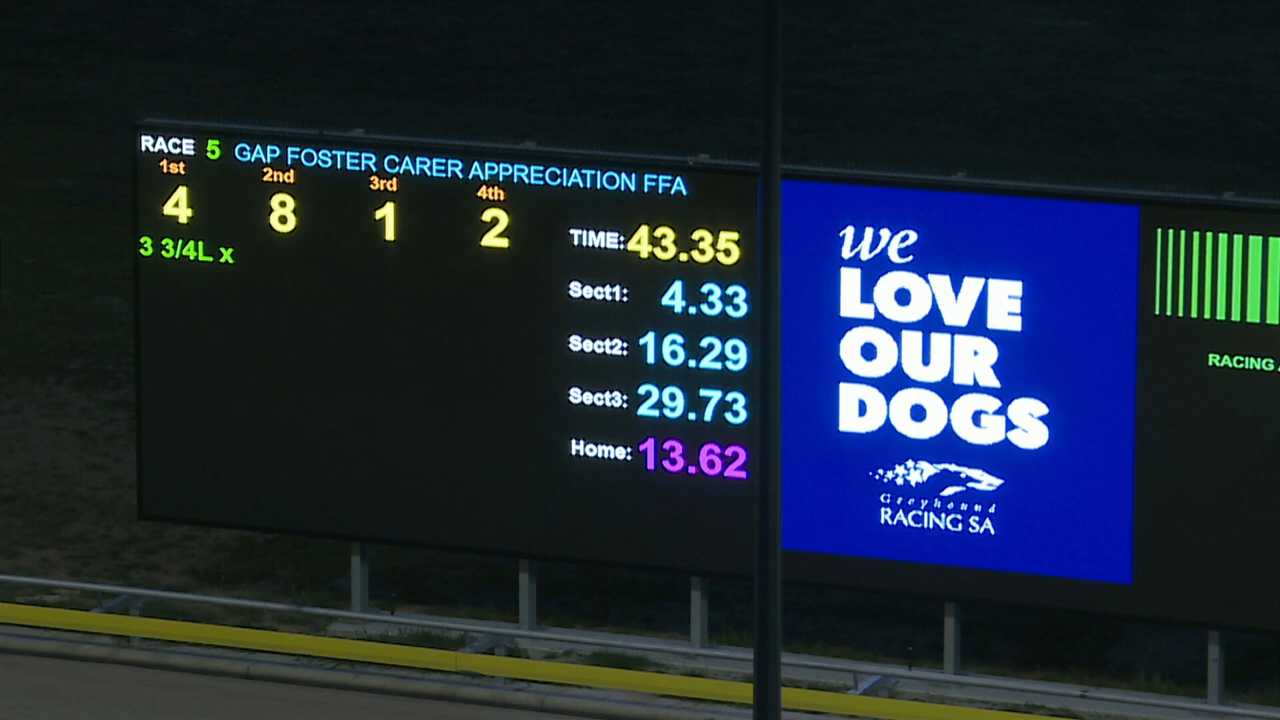 RACE 5 GAP FOSTER CARER APPRECIATION FFA
1st 2nd 3rd 4th
4 8 1 2
3 3/4L x
TIME: 43.35
Sect1: 4.33
Sect2: 16.29
Sect3: 29.73
Home: 13.62
we
LOVE
OUR
DOGS
Greyhound
RACING SA
RACING